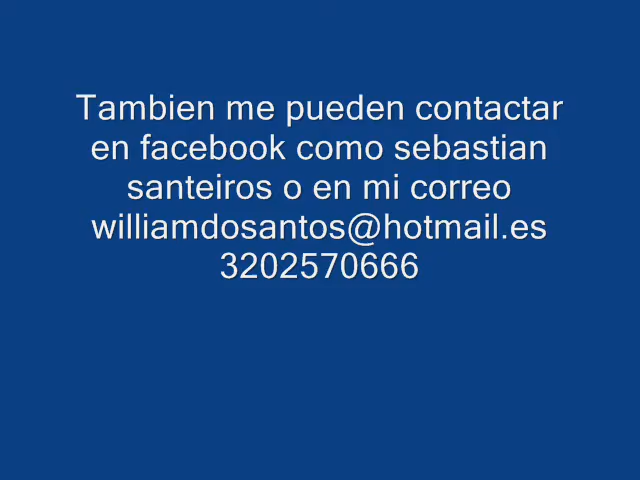 Tambien me pueden contactar
en facebook como sebastian
santeiros o en mi correo
williamdosantos@hotmail.es
3202570666